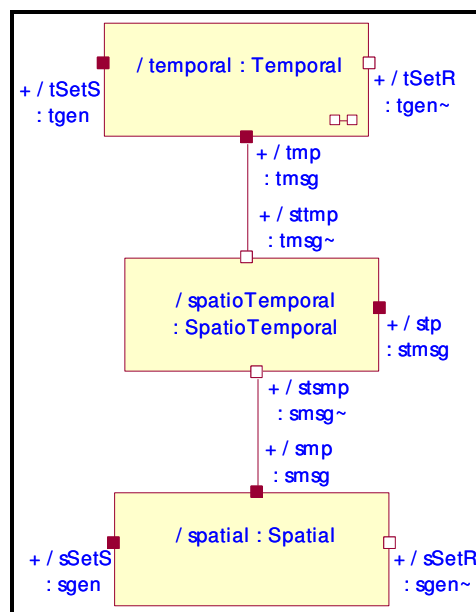 / temporal : Temporal
+ / tSetS
: tgen
+ / tSetR
: tgen~
+ / tmp
: tmsg
+ / sttmp
: tmsg~
/ spatioTemporal
: SpatioTemporal
+ / stp
: stmsg
+ / stsmp
: smsg~
+ / smp
: smsg
/ spatial : Spatial
+ / sSetS
: sgen
+ / sSetR
: sgen~